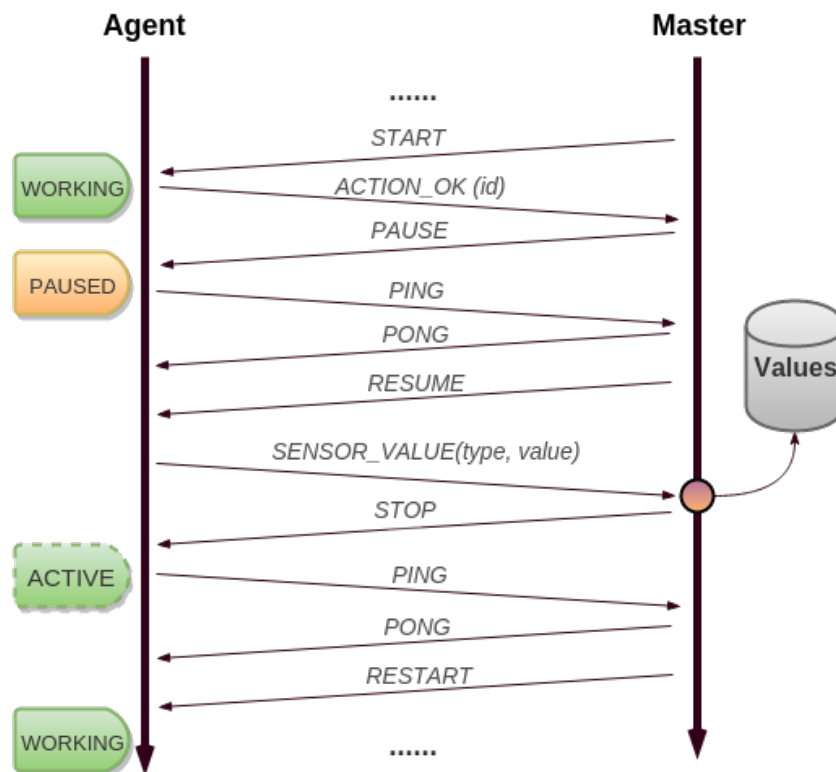 Agent
Master
......
START
WORKING
ACTION_OK (id)
PAUSE
PAUSED
PING
PONG
Values
RESUME
SENSOR_VALUE(type, value)
STOP
ACTIVE
PING
PONG
RESTART
WORKING
......